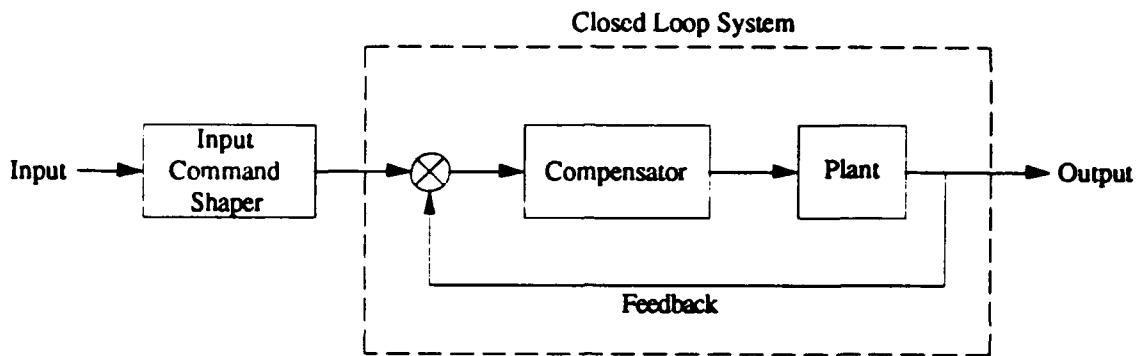 Closed Loop System
Input
Input
Command
Shaper
Compensator
Plant
Output
Feedback